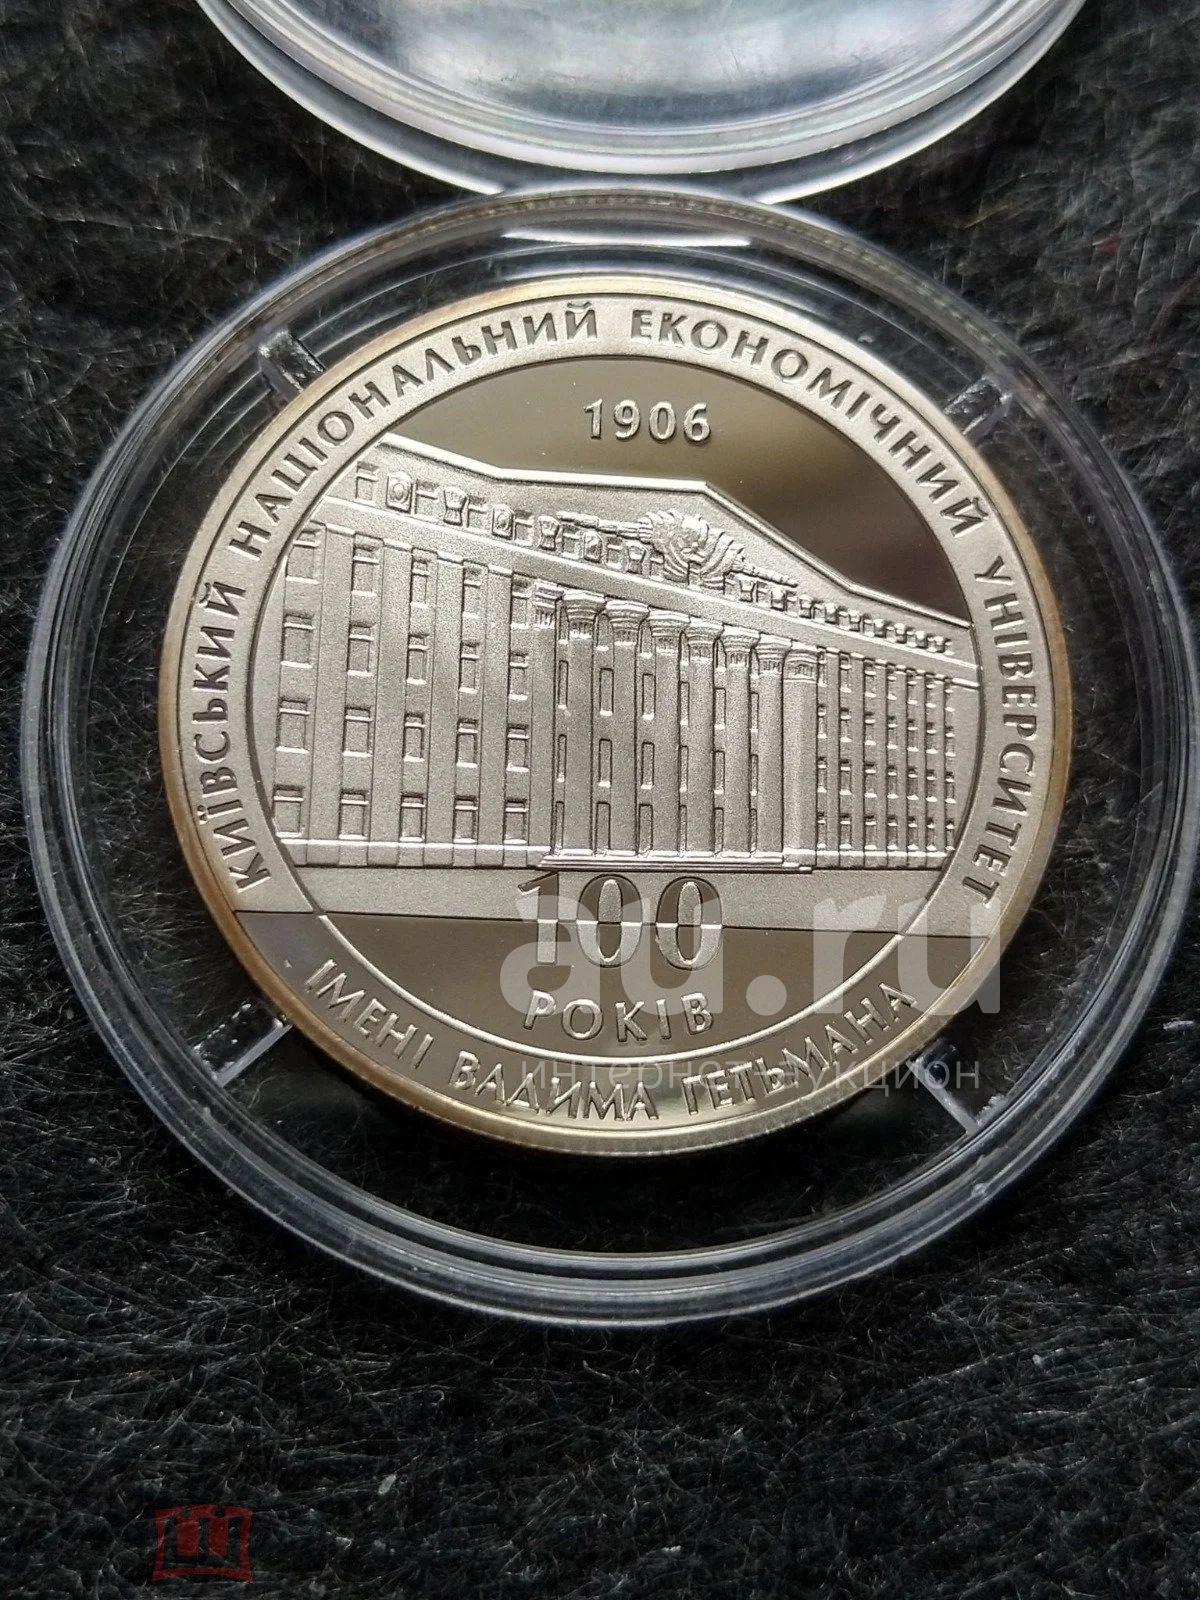 КИЇВСЬКИЙ НАЦІОНАЛЬНИЙ ЕКОНОМІЧНИЙ УНІВЕРСИТЕТ
1906
100
РОКІВ
ІМЕНІ ВАДИМА ГЕТЬМАНА
au.ru
интернет-аукцион